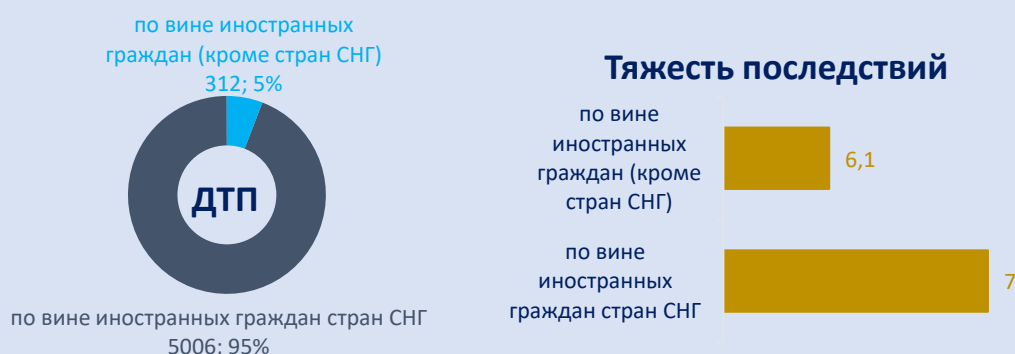 по вине иностранных
граждан (кроме стран СНГ)
312; 5%
ДТП
по вине иностранных граждан стран СНГ
5006; 95%
Тяжесть последствий
по вине
иностранных
граждан (кроме
стран СНГ)
6,1
по вине
иностранных
граждан стран СНГ
7